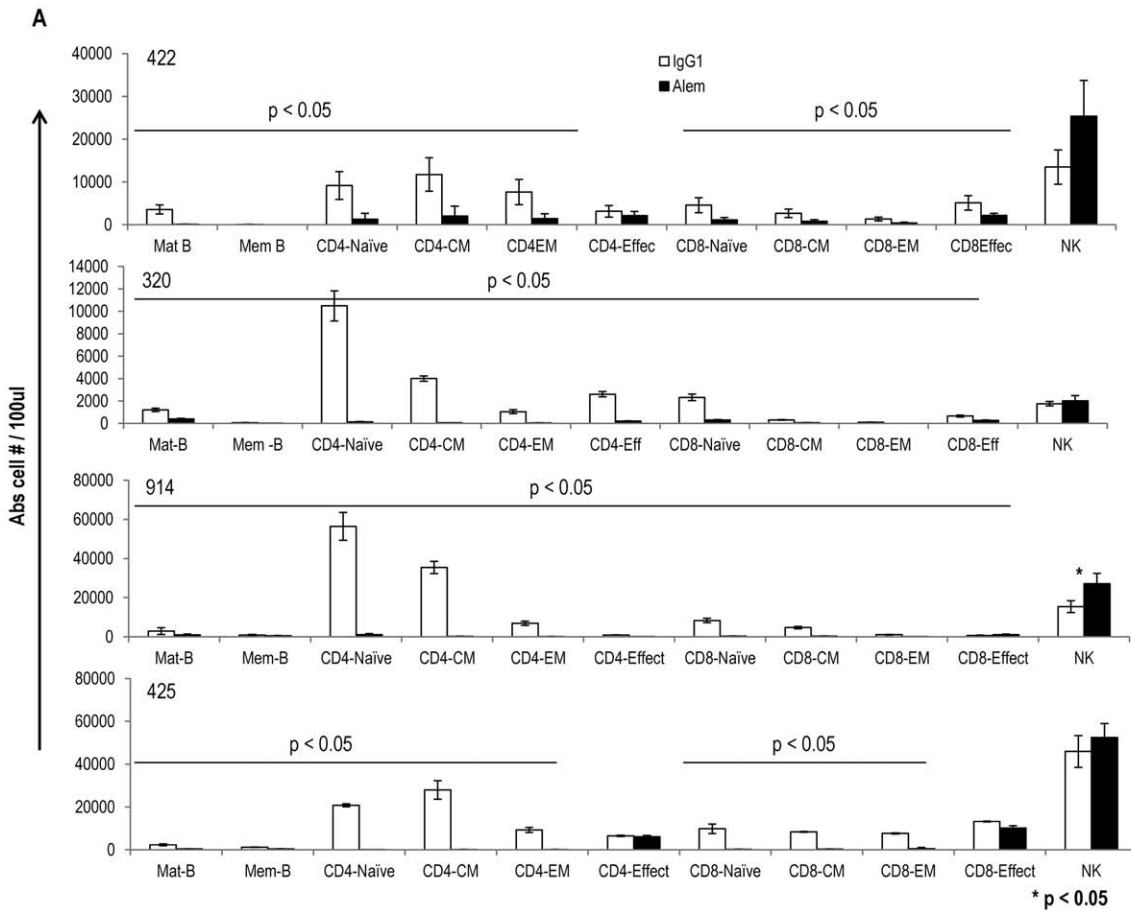 A
Abs cell # / 100ul
422
IgG1
Alem
p < 0.05
p < 0.05
40000
30000
20000
10000
0
Mat B Mem B CD4-Naïve CD4-CM CD4EM CD4-Effec CD8-Naïve CD8-CM CD8-EM CD8Effec NK
320
p < 0.05
14000
12000
10000
8000
6000
4000
2000
0
Mat-B Mem -B CD4-Naïve CD4-CM CD4-EM CD4-Eff CD8-Naïve CD8-CM CD8-EM CD8-Eff NK
914
p < 0.05
*
80000
60000
40000
20000
0
Mat-B Mem-B CD4-Naïve CD4-CM CD4-EM CD4-Effect CD8-Naïve CD8-CM CD8-EM CD8-Effect NK
425
p < 0.05
p < 0.05
80000
60000
40000
20000
0
Mat-B Mem-B CD4-Naïve CD4-CM CD4-EM CD4-Effect CD8-Naïve CD8-CM CD8-EM CD8-Effect NK
* p < 0.05